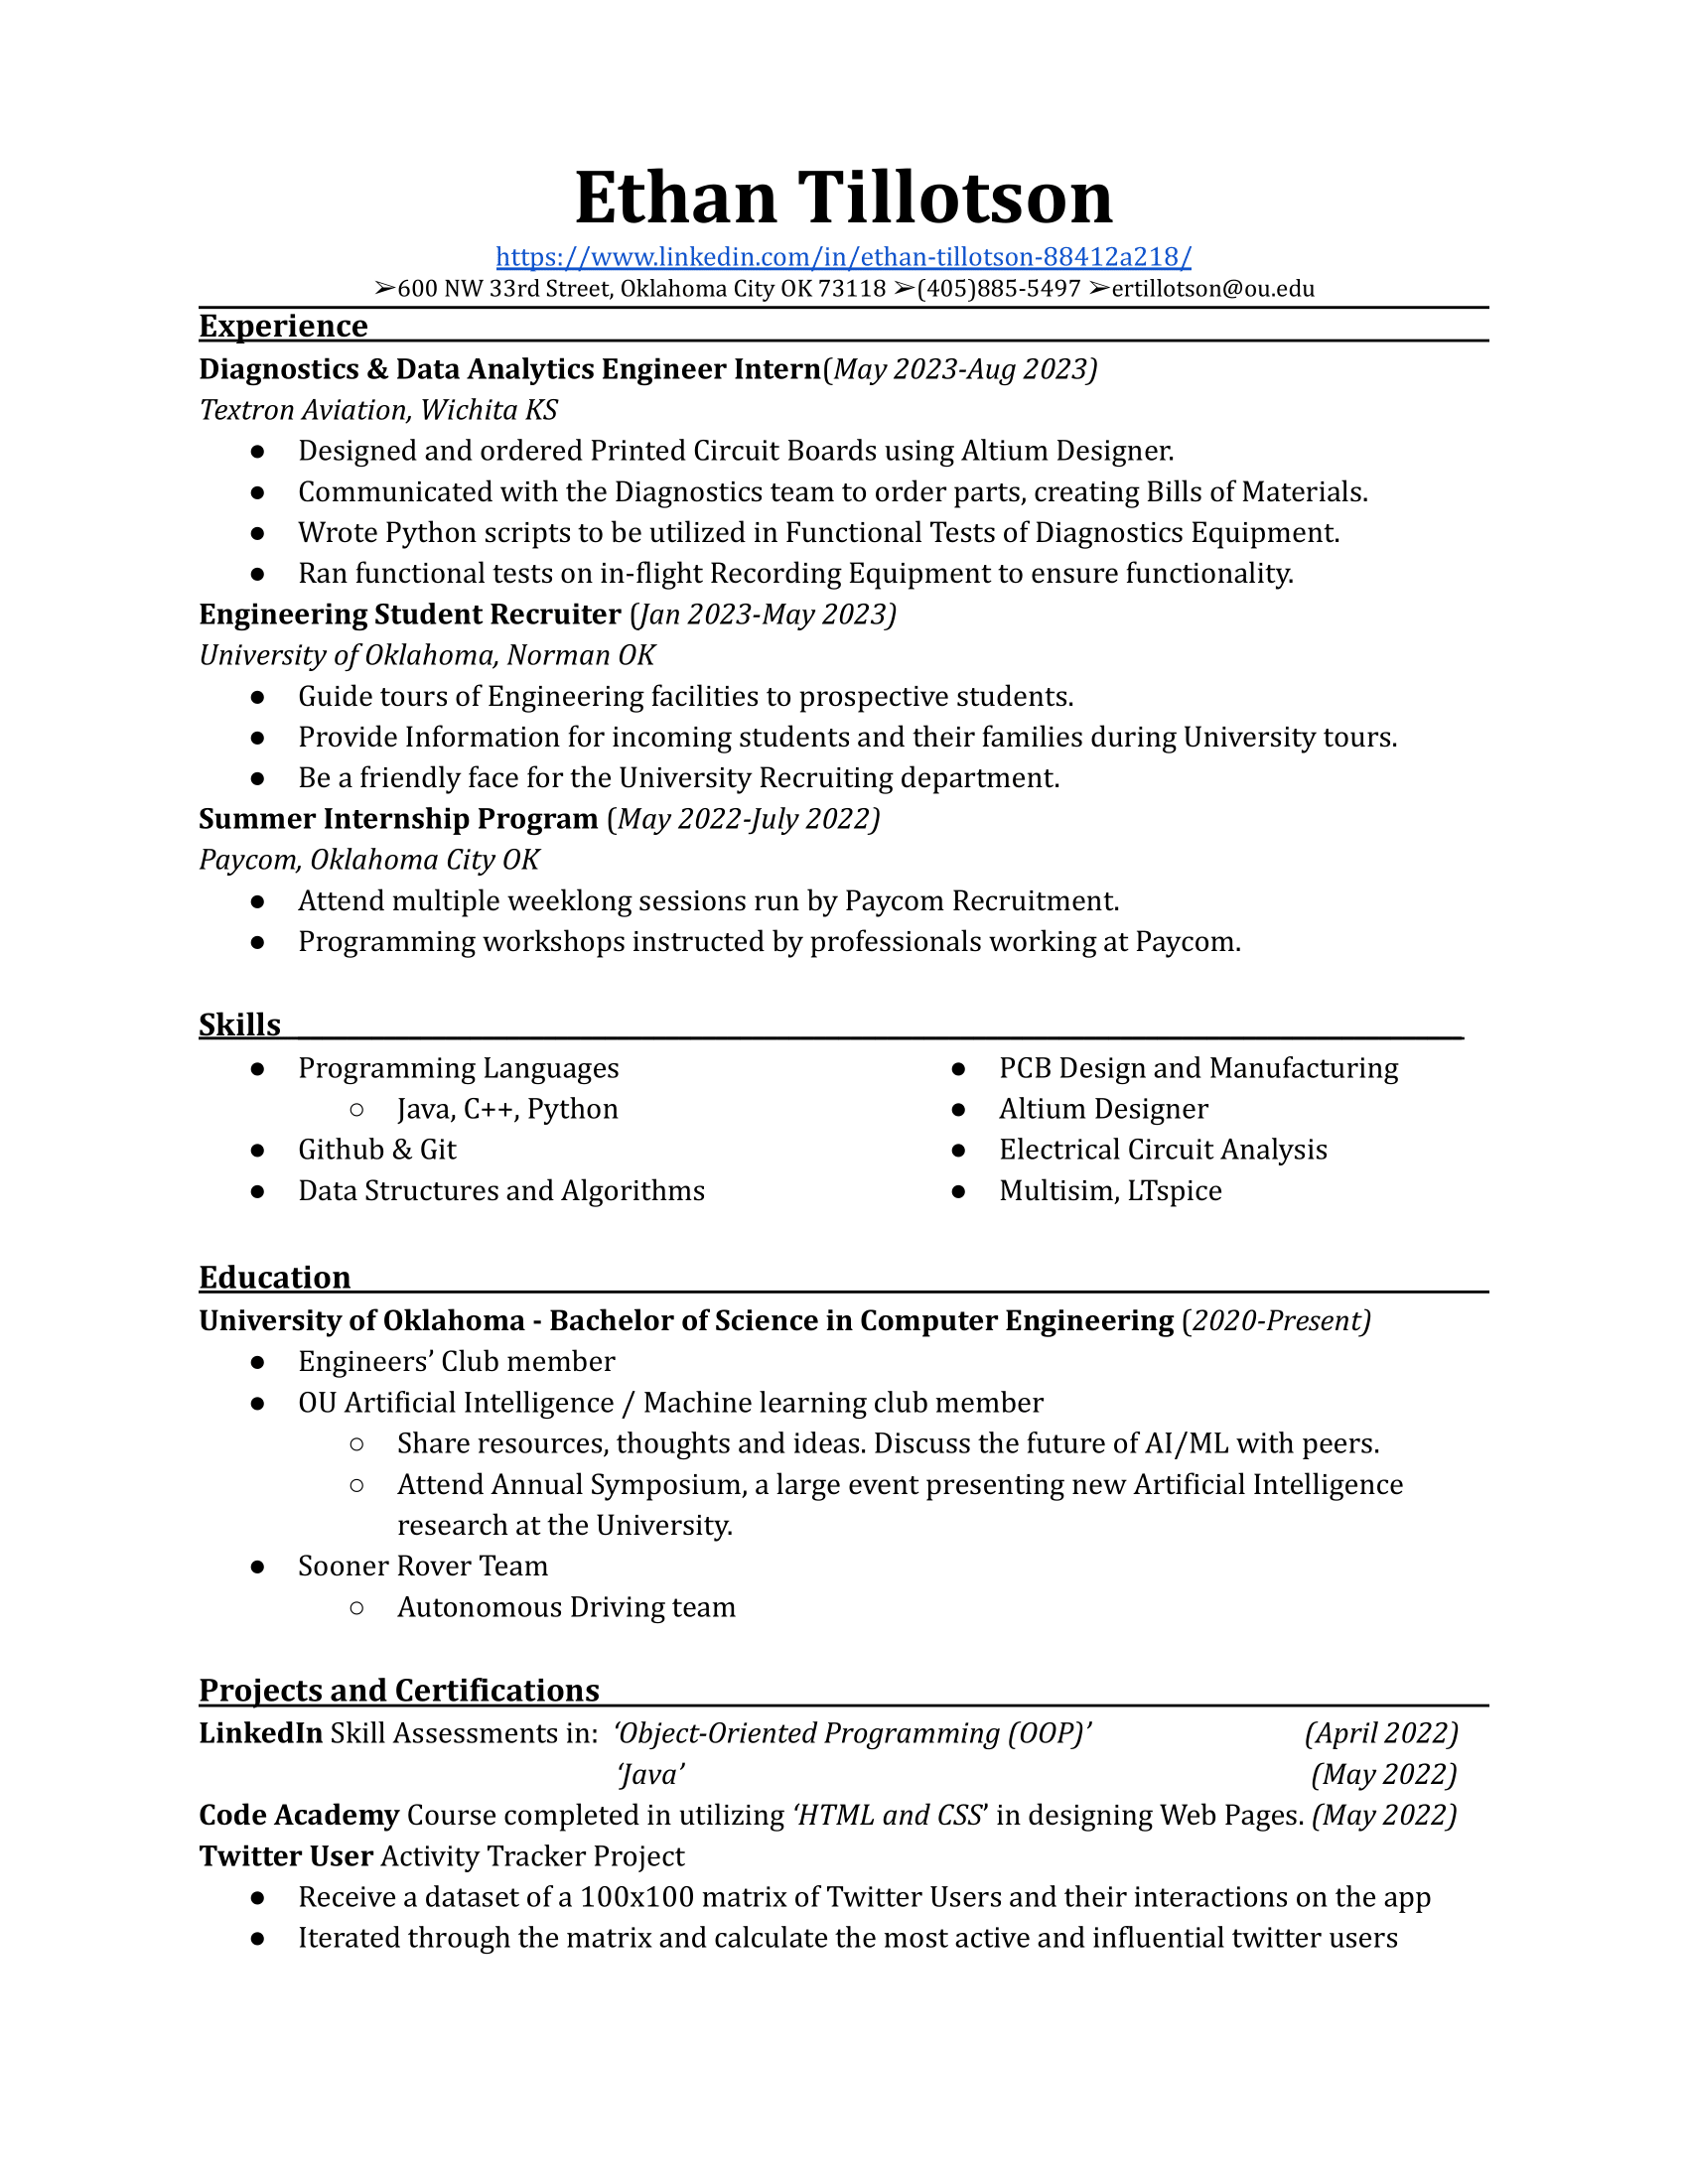 Ethan Tillotson
https://www.linkedin.com/in/ethan-tillotson-88412a218/
➢600 NW 33rd Street, Oklahoma City OK 73118 ➢(405)885-5497 ➢ertillotson@ou.edu
Experience
Diagnostics & Data Analytics Engineer Intern(May 2023-Aug 2023)
Textron Aviation, Wichita KS
● Designed and ordered Printed Circuit Boards using Altium Designer.
● Communicated with the Diagnostics team to order parts, creating Bills of Materials.
● Wrote Python scripts to be utilized in Functional Tests of Diagnostics Equipment.
● Ran functional tests on in-flight Recording Equipment to ensure functionality.
Engineering Student Recruiter (Jan 2023-May 2023)
University of Oklahoma, Norman OK
● Guide tours of Engineering facilities to prospective students.
● Provide Information for incoming students and their families during University tours.
● Be a friendly face for the University Recruiting department.
Summer Internship Program (May 2022-July 2022)
Paycom, Oklahoma City OK
● Attend multiple weeklong sessions run by Paycom Recruitment.
● Programming workshops instructed by professionals working at Paycom.
Skills
● Programming Languages
○ Java, C++, Python
● Github & Git
● Data Structures and Algorithms
● PCB Design and Manufacturing
● Altium Designer
● Electrical Circuit Analysis
● Multisim, LTspice
Education
University of Oklahoma - Bachelor of Science in Computer Engineering (2020-Present)
● Engineers’ Club member
● OU Artificial Intelligence / Machine learning club member
○ Share resources, thoughts and ideas. Discuss the future of AI/ML with peers.
○ Attend Annual Symposium, a large event presenting new Artificial Intelligence
research at the University.
● Sooner Rover Team
○ Autonomous Driving team
Projects and Certifications
LinkedIn Skill Assessments in: ‘Object-Oriented Programming (OOP)’ (April 2022)
‘Java’ (May 2022)
Code Academy Course completed in utilizing ‘HTML and CSS’ in designing Web Pages. (May 2022)
Twitter User Activity Tracker Project
● Receive a dataset of a 100x100 matrix of Twitter Users and their interactions on the app
● Iterated through the matrix and calculate the most active and influential twitter users